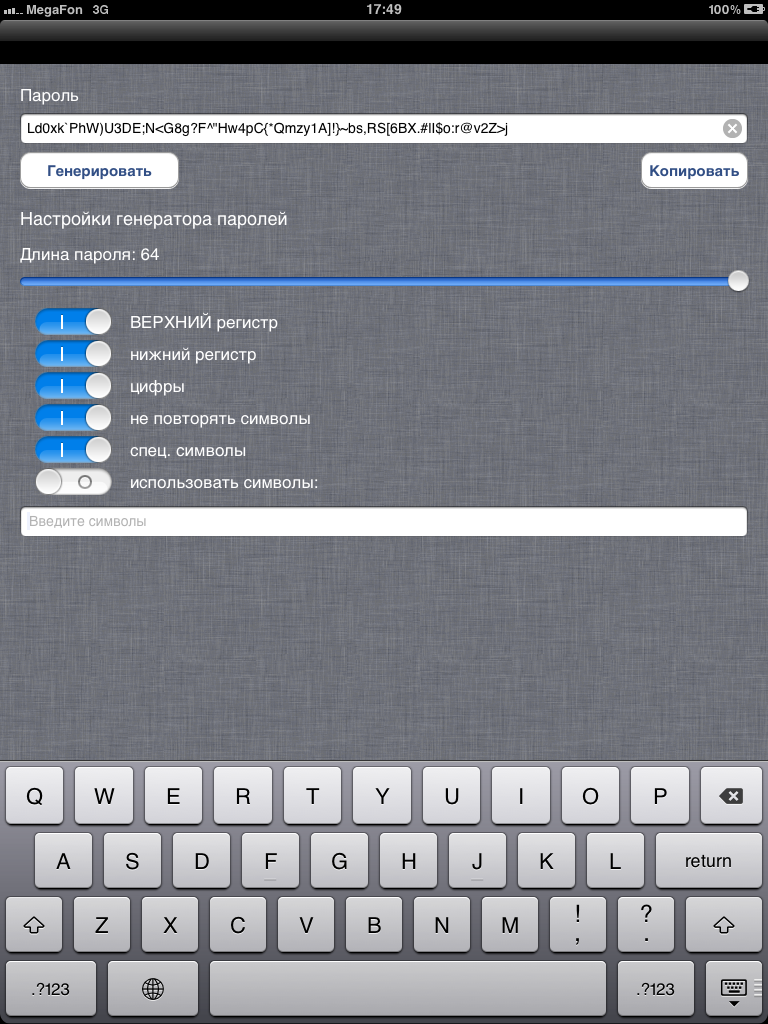 MegaFon 3G 17:49 100%
Пароль
Ld0xk`PhW)U3DE;N<G8g?F^"Hw4pC{*Qmzy1A]!}~bs,RS[6BX.#lI$o:r@v2Z>j
Генерировать Копировать
Настройки генератора паролей
Длина пароля: 64
ВЕРХНИЙ регистр
нижний регистр
цифры
не повторять символы
спец. символы
использовать символы:
Введите символы
Q W E R T Y U I O P
A S D F G H J K L return
Z X C V B N M ! , ? .
.?123 .?123